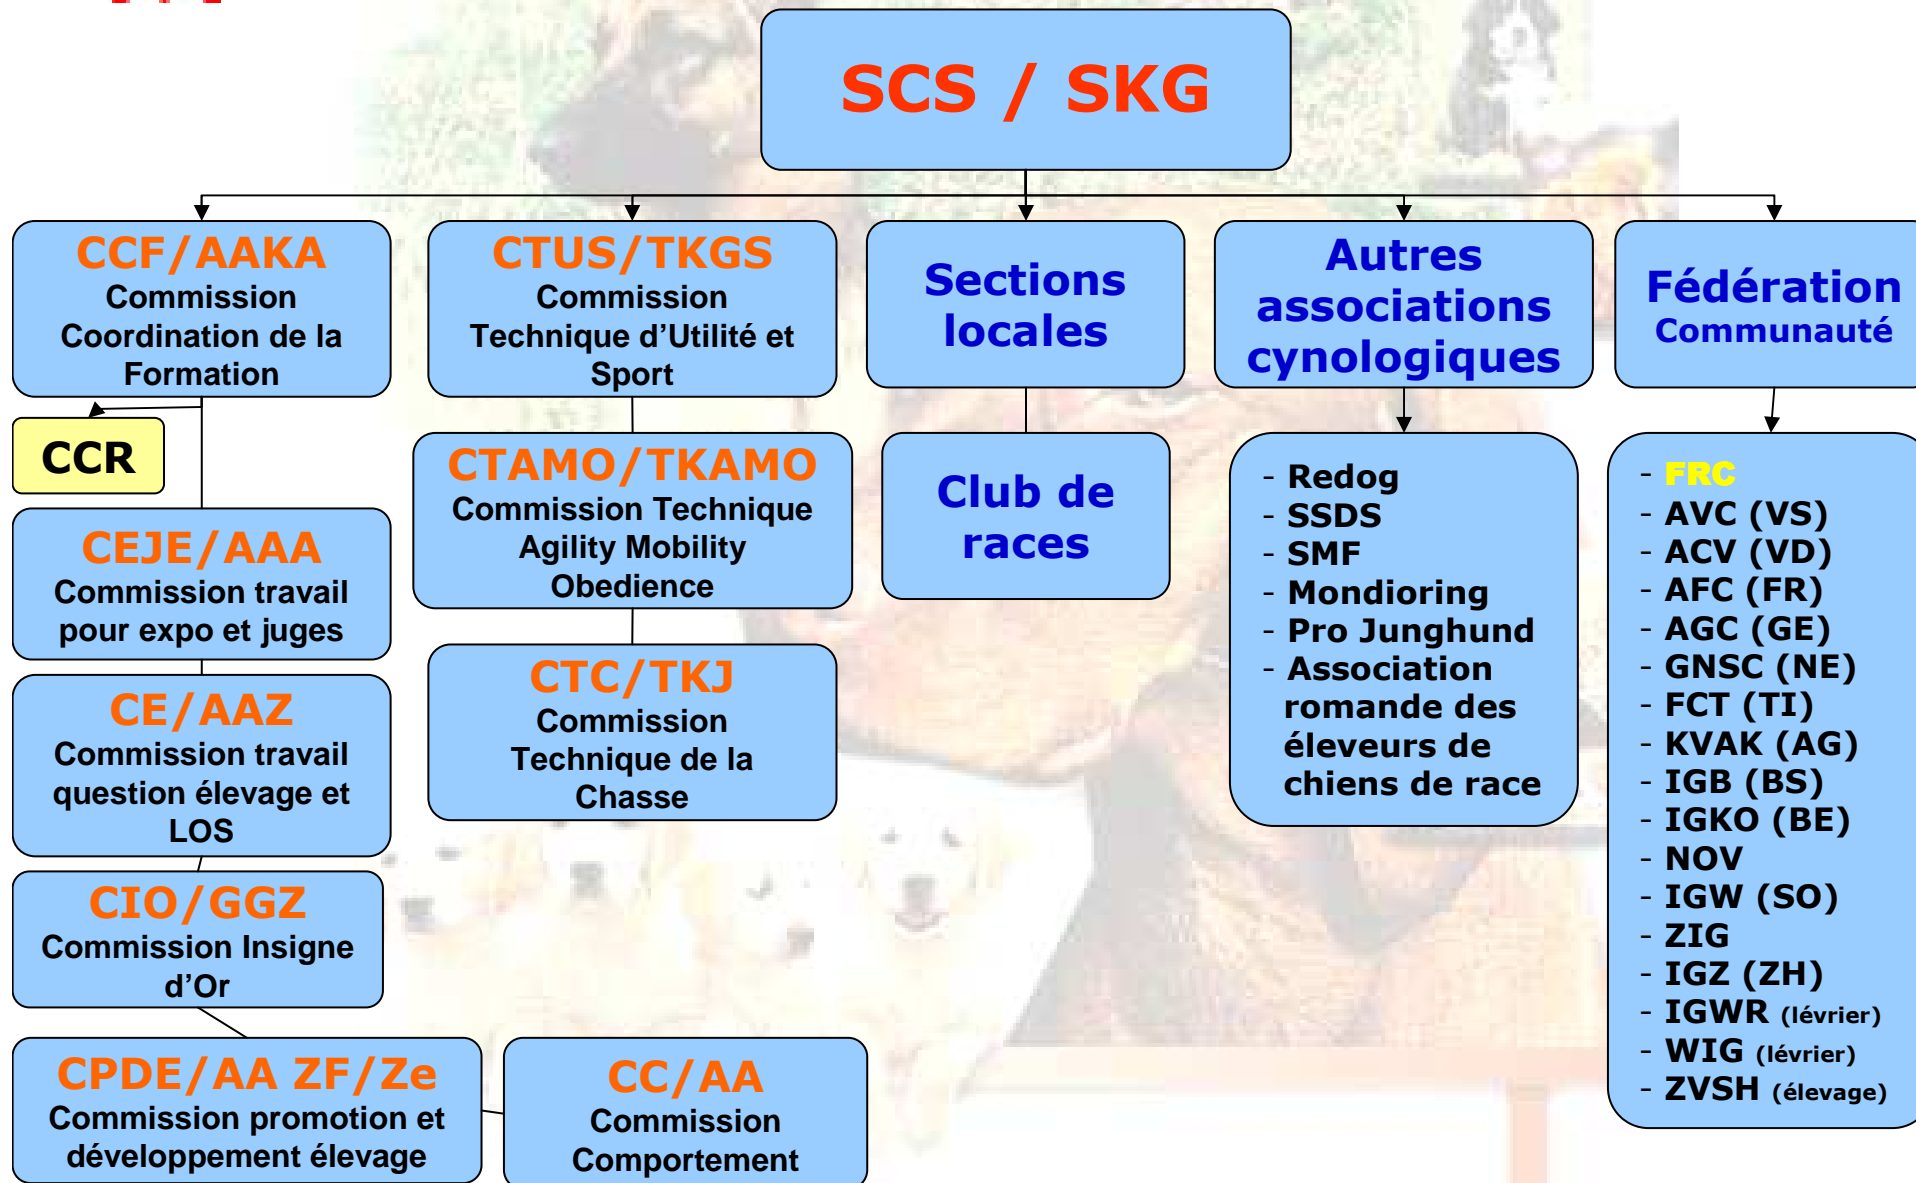 SCS / SKG
CCF/AAKA
Commission
Coordination de la
Formation
CCR
CEJE/AAA
Commission travail
pour expo et juges
CE/AAZ
Commission travail
question élevage et
LOS
CIO/GGZ
Commission Insigne
d’Or
CPDE/AA ZF/Ze
Commission promotion et
développement élevage
CC/AA
Commission
Comportement
CTUS/TKGS
Commission
Technique d’Utilité et
Sport
CTAMO/TKAMO
Commission Technique
Agility Mobility
Obedience
CTC/TKJ
Commission
Technique de la
Chasse
Sections
locales
Club de
races
Autres
associations
cynologiques
- Redog
- SSDS
- SMF
- Mondioring
- Pro Junghund
- Association
romande des
éleveurs de
chiens de race
Fédération
Communauté
- FRC
- AVC (VS)
- ACV (VD)
- AFC (FR)
- AGC (GE)
- GNSC (NE)
- FCT (TI)
- KVAK (AG)
- IGB (BS)
- IGKO (BE)
- NOV
- IGW (SO)
- ZIG
- IGZ (ZH)
- IGWR (lévrier)
- WIG (lévrier)
- ZVSH (élevage)